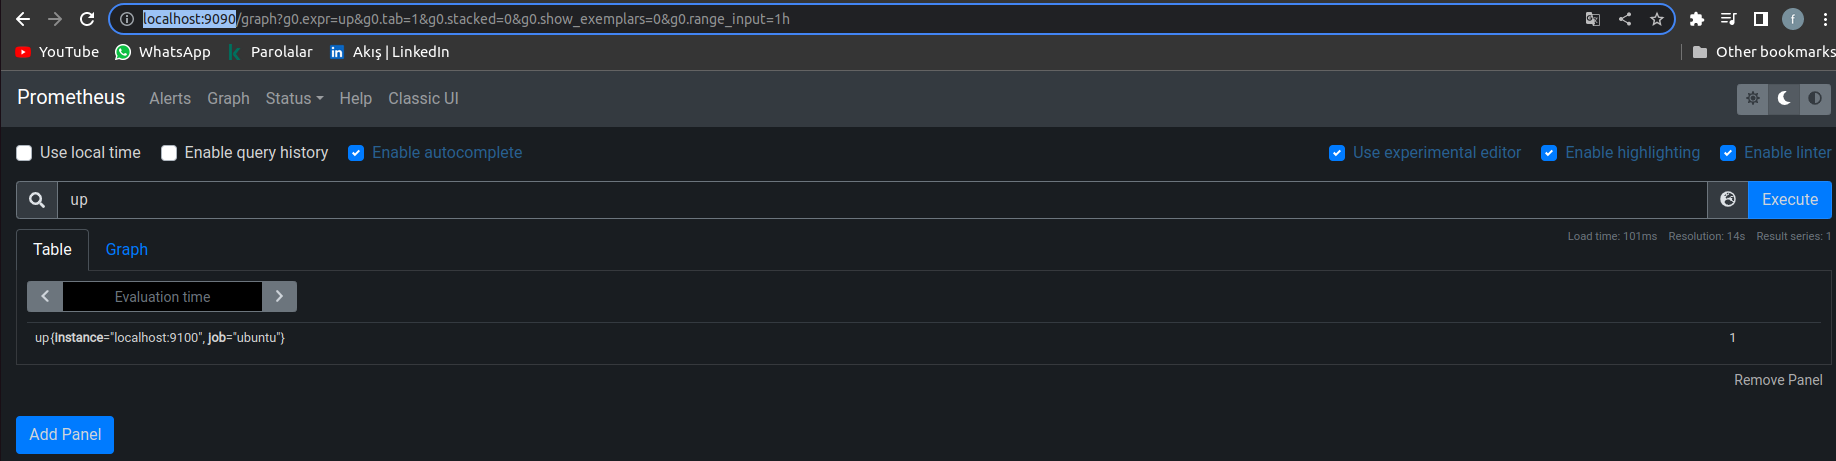 localhost:9090/graph?g0.expr=up&g0.tab=1&g0.stacked=0&g0.show_exemplars=0&g0.range_input=1h
f
YouTube WhatsApp Parolalar Akış | LinkedIn Other bookmarks
Prometheus Alerts Graph Status Help Classic UI
Use local time Enable query history Enable autocomplete Use experimental editor Enable highlighting Enable linter
up Execute
Table Graph Load time: 101ms Resolution: 14s Result series: 1
Evaluation time
up{instance="localhost:9100", job="ubuntu"} 1
Remove Panel
Add Panel